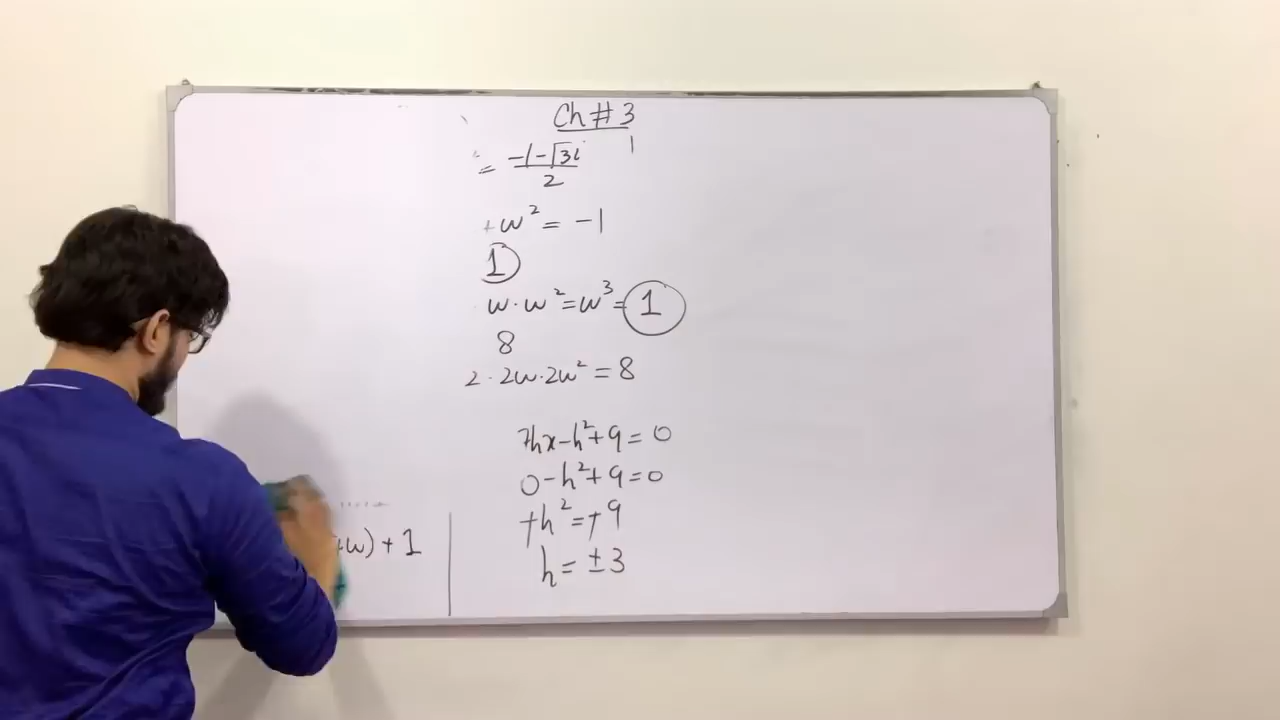 Ch # 3
= (-1-√3i)/2
+w² = -1
1
w·w² = w³ = 1
8
2·2w·2w² = 8
7hx-h²+9=0
0-h²+9=0
+h²=+9
h=±3
w)+1